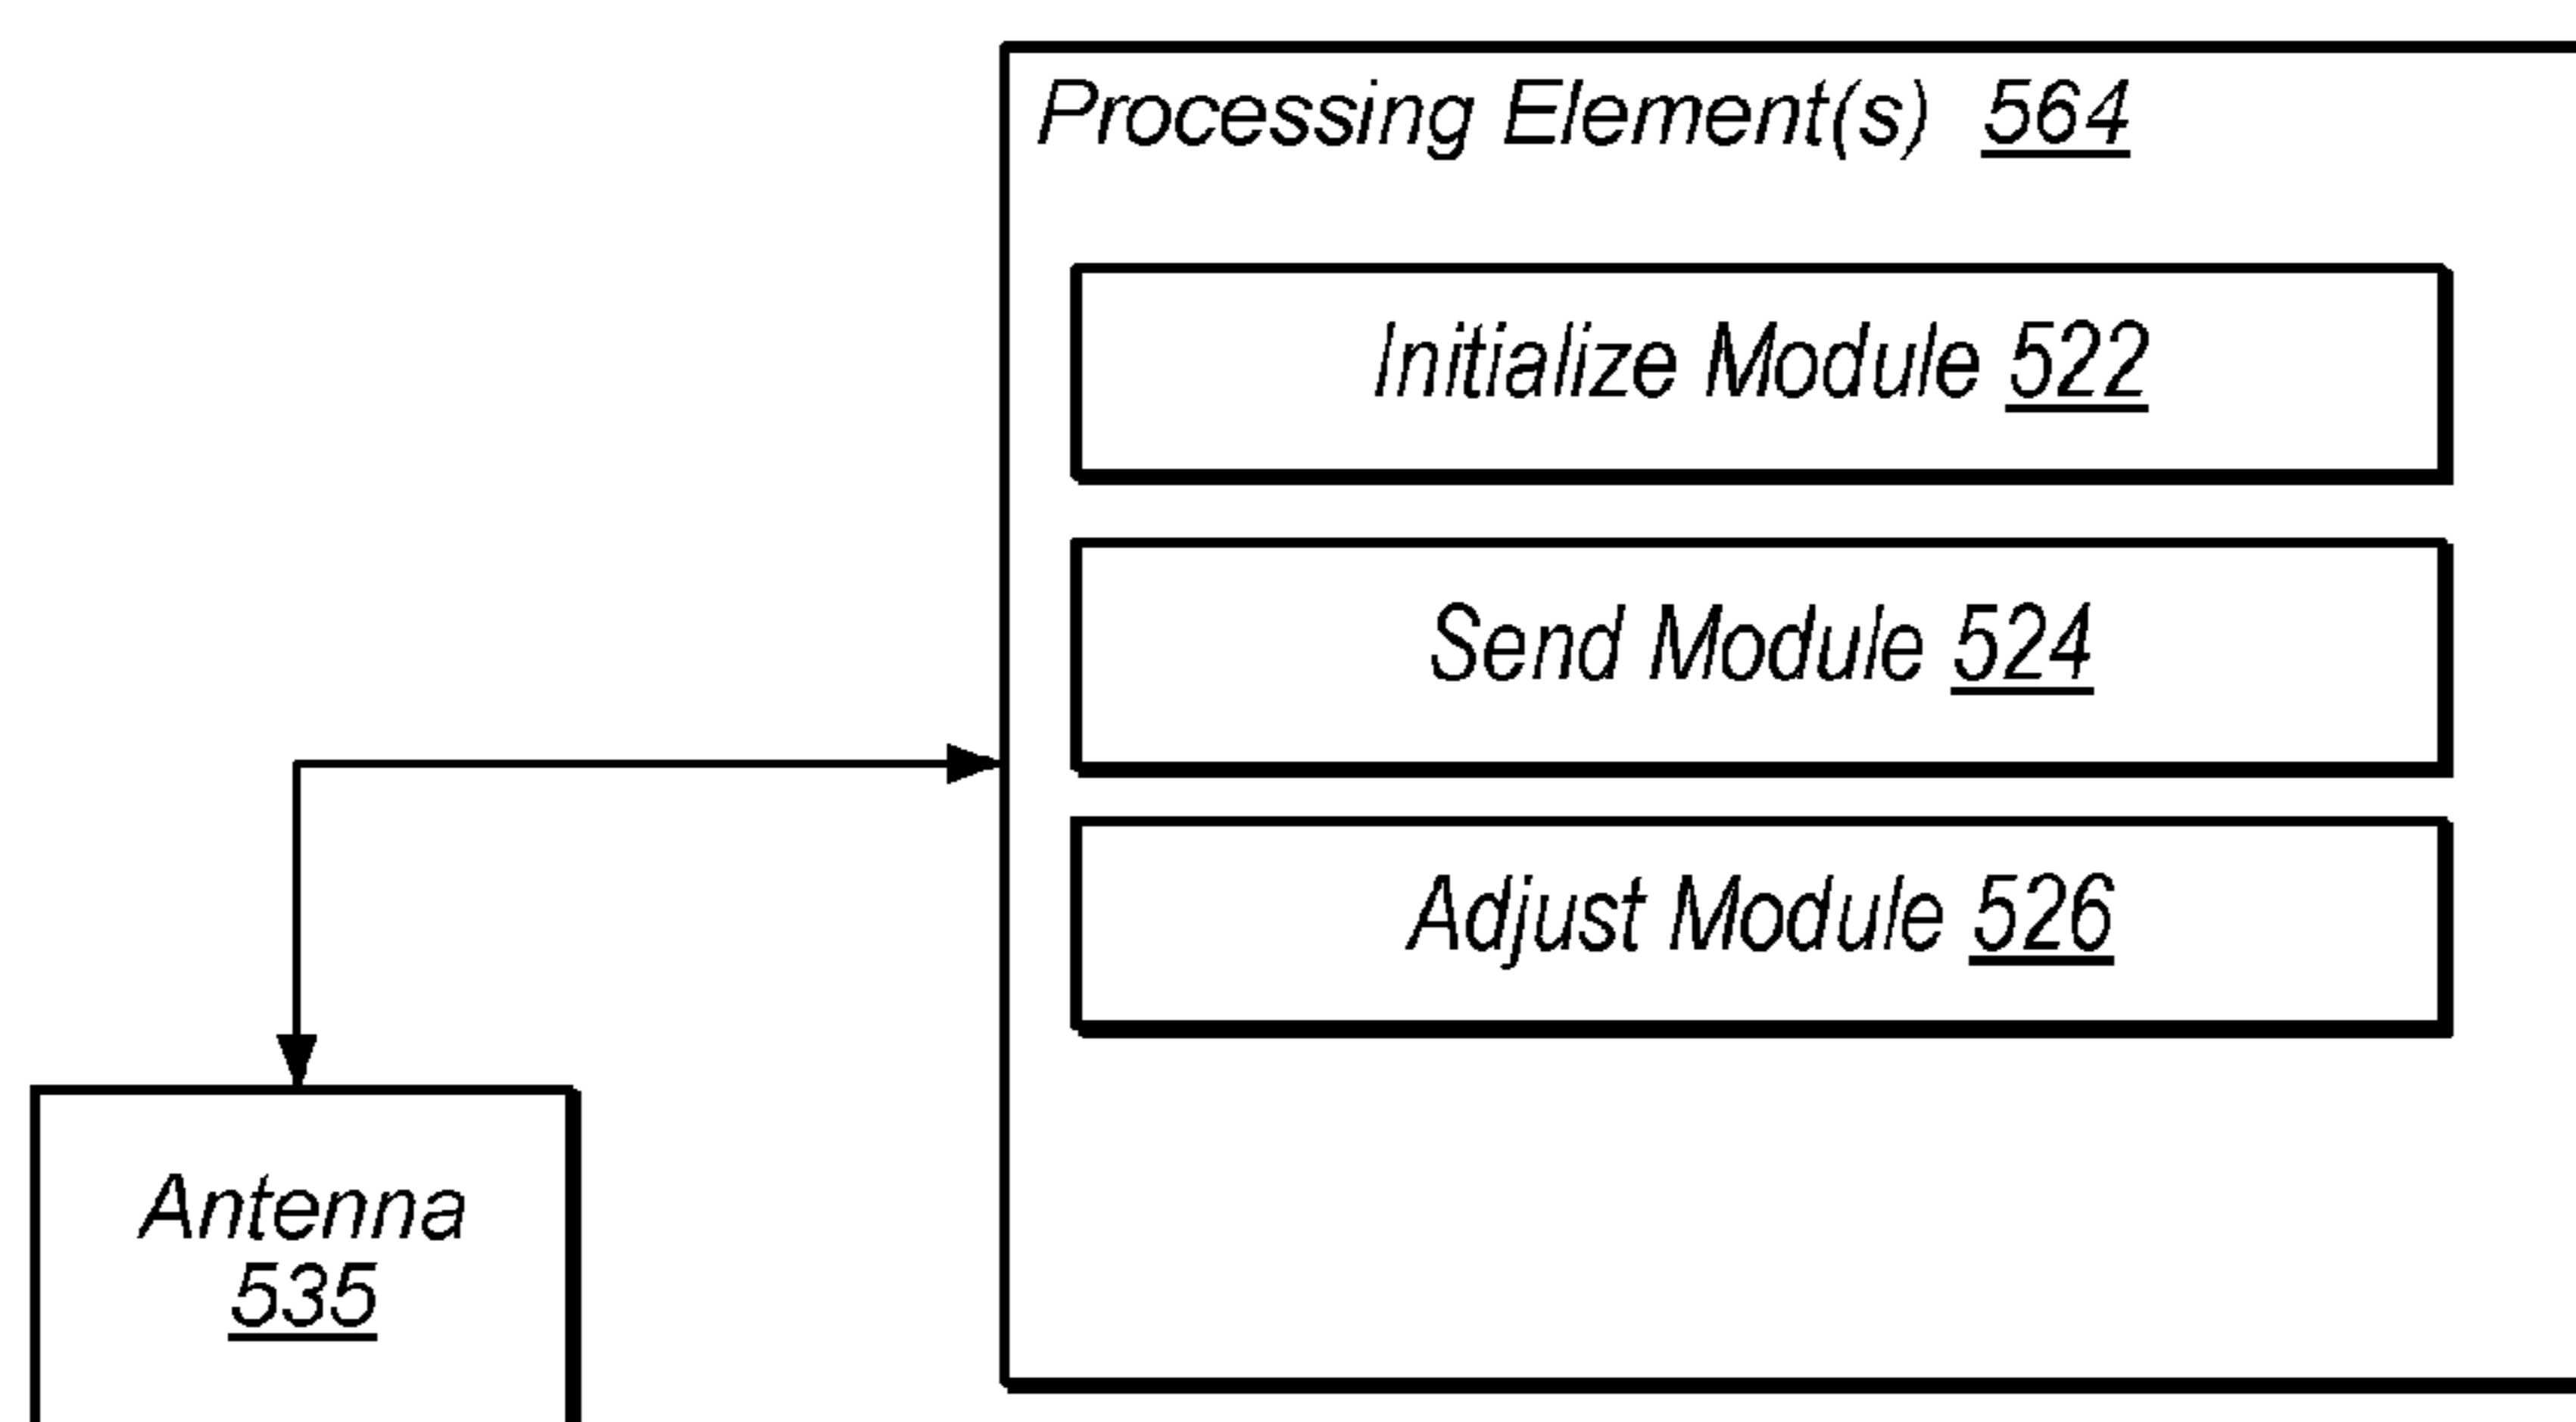 Processing Element(s) 564
Initialize Module 522
Send Module 524
Adjust Module 526
Antenna
535